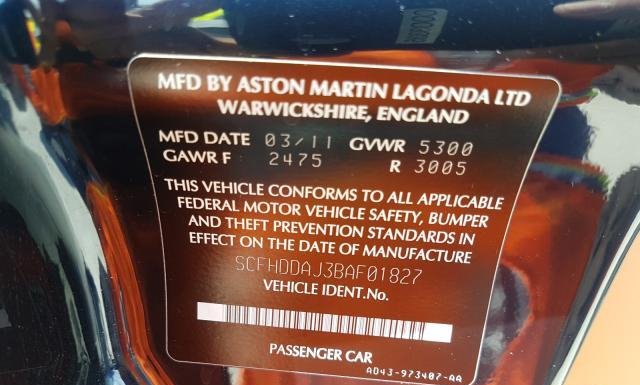 MFD BY ASTON MARTIN LAGONDA LTD
WARWICKSHIRE, ENGLAND
MFD DATE 03/11 GVWR 5300
GAWR F 2475 R 3005
THIS VEHICLE CONFORMS TO ALL APPLICABLE
FEDERAL MOTOR VEHICLE SAFETY, BUMPER
AND THEFT PREVENTION STANDARDS IN
EFFECT ON THE DATE OF MANUFACTURE
SCFHDDAJ3BAF01827
VEHICLE IDENT.No.
PASSENGER CAR
AD43-973407-AA